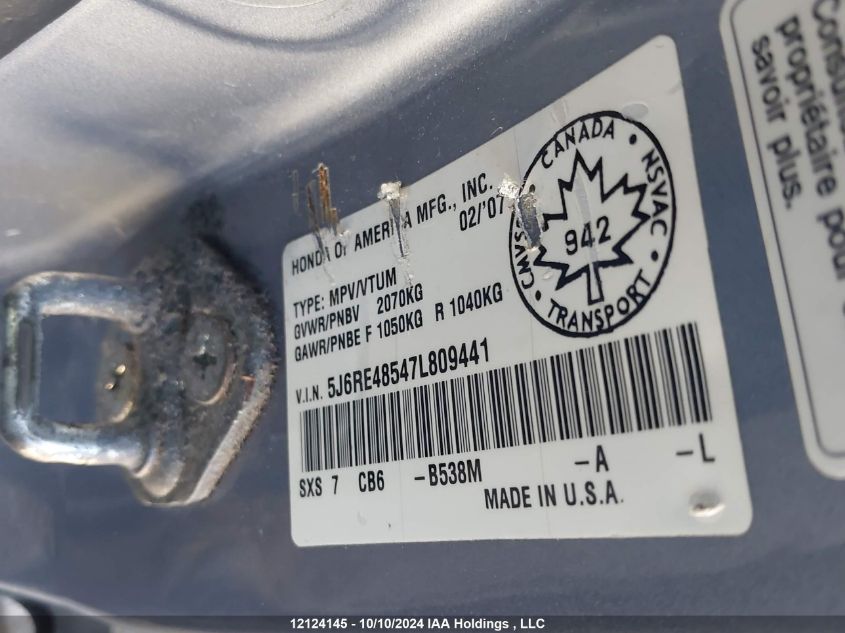 HONDA OF AMERICA MFG., INC.
02/'07
TYPE: MPV/VTUM
GVWR/PNBV 2070KG
GAWR/PNBE F 1050KG R 1040KG
V.I.N. 5J6RE48547L809441
SXS 7 CB6 -B538M -A -L
MADE IN U.S.A.
CANADA
NSVAC
TRANSPORT
CMVSS
942
Consulter
propriétaire pour
savoir plus.
12124145 - 10/10/2024 IAA Holdings , LLC